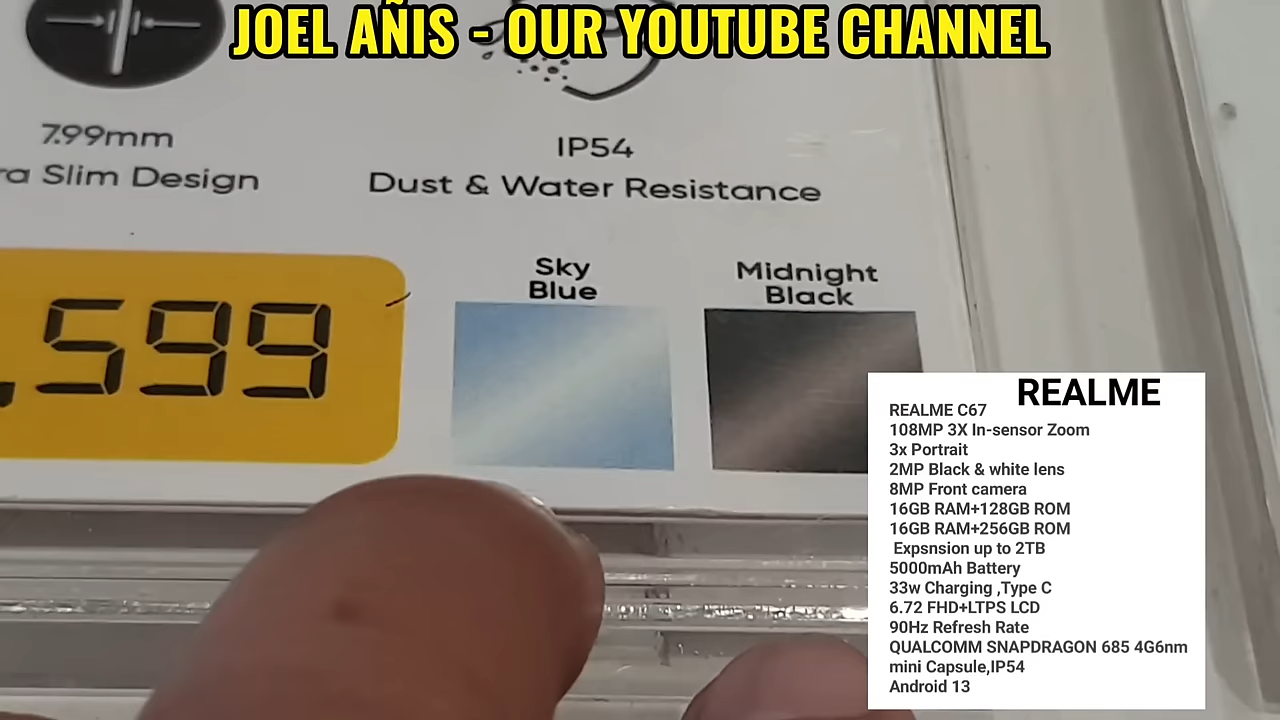 JOEL AÑIS - OUR YOUTUBE CHANNEL
7.99mm
ra Slim Design
IP54
Dust & Water Resistance
,599
Sky
Blue
Midnight
Black
REALME
REALME C67
108MP 3X In-sensor Zoom
3x Portrait
2MP Black & white lens
8MP Front camera
16GB RAM+128GB ROM
16GB RAM+256GB ROM
Expsnsion up to 2TB
5000mAh Battery
33w Charging ,Type C
6.72 FHD+LTPS LCD
90Hz Refresh Rate
QUALCOMM SNAPDRAGON 685 4G6nm
mini Capsule,IP54
Android 13